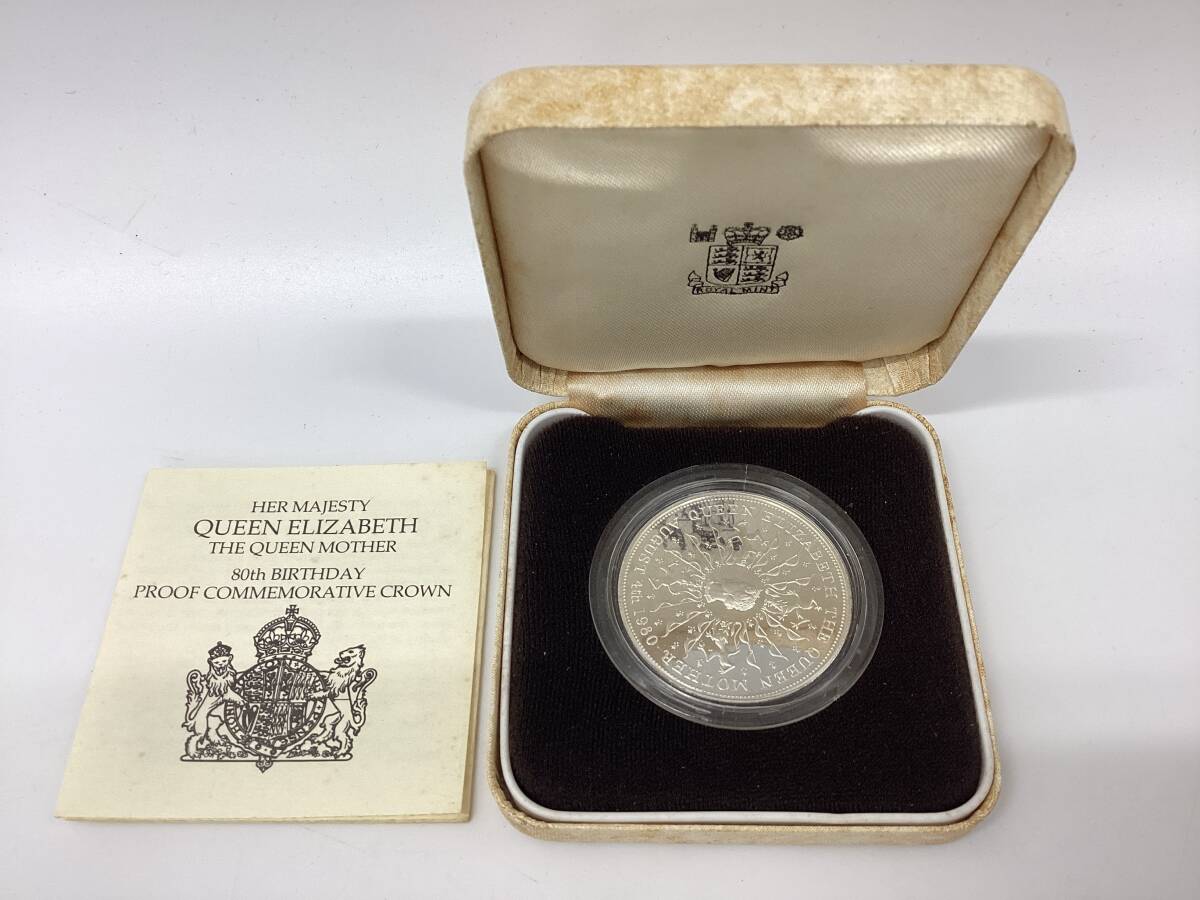 HER MAJESTY
QUEEN ELIZABETH
THE QUEEN MOTHER
80th BIRTHDAY
PROOF COMMEMORATIVE CROWN
ROYAL MINT
QUEEN ELIZABETH THE QUEEN MOTHER
AUGUST 4th 1980